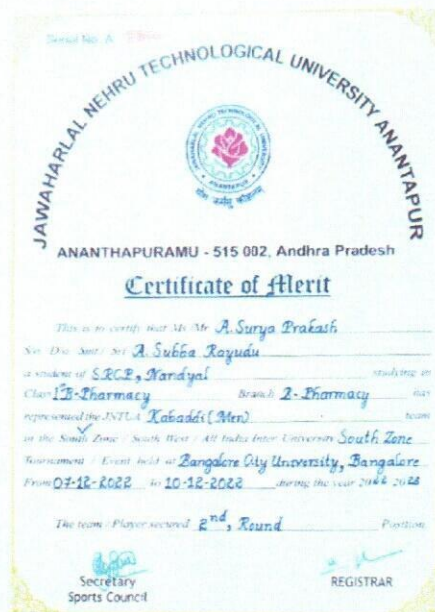 Serial No. A
JAWAHARLAL NEHRU TECHNOLOGICAL UNIVERSITY ANANTAPUR
ANANTHAPURAMU - 515 002, Andhra Pradesh
Certificate of Merit
This is to certify that Ms /Mr A. Surya Prakash
A. Subba Rayudu
a student of S.R.C.P, Nandyal studying in
Class B-Pharmacy Branch B-Pharmacy has
represented the JNTUA Kabaddi (Men) team
in the South Zone / South West / All India Inter University South Zone
Tournament / Event held at Bangalore City University, Bangalore
From 07-12-2022 to 10-12-2022 during the year 2022 2023
The team / Player secured 2nd, Round Position
Secretary
Sports Council
REGISTRAR